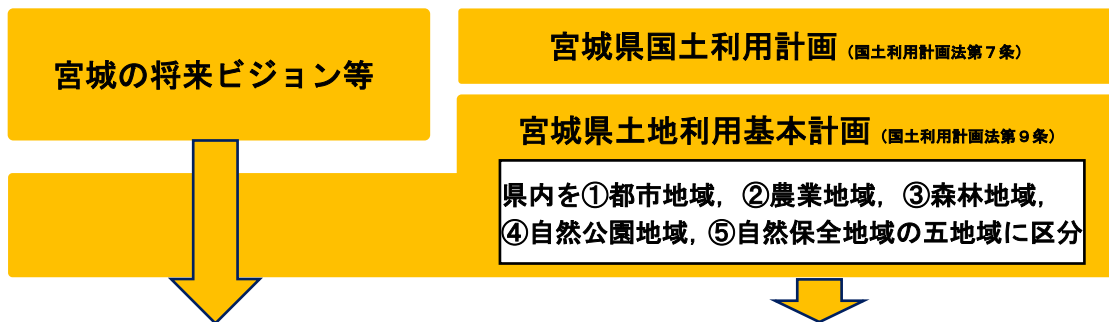 宮城の将来ビジョン等
宮城県国土利用計画（国土利用計画法第７条）
宮城県土地利用基本計画（国土利用計画法第９条）
県内を①都市地域，②農業地域，③森林地域，
④自然公園地域，⑤自然保全地域の五地域に区分